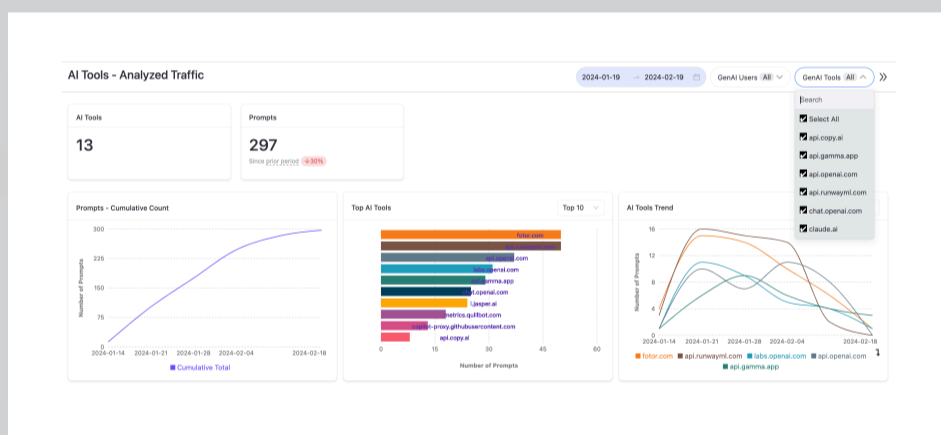 AI Tools - Analyzed Traffic
2024-01-19 → 2024-02-19
GenAI Users All
GenAI Tools All
Search
Select All
api.copy.ai
api.gamma.app
api.openai.com
api.runwayml.com
chat.openai.com
claude.ai
AI Tools
13
Prompts
297
Since prior period ↓30%
Prompts - Cumulative Count
Number of Prompts
300
225
150
75
0
2024-01-14 2024-01-21 2024-01-28 2024-02-04 2024-02-18
Cumulative Total
Top AI Tools
Top 10
fotor.com
api.openai.com
labs.openai.com
api.gamma.app
chat.openai.com
l.jasper.ai
metrics.quillbot.com
copilot-proxy.githubusercontent.com
api.copy.ai
0 15 30 45 60
Number of Prompts
AI Tools Trend
Number of Prompts
16
12
8
4
0
2024-01-14 2024-01-21 2024-01-28 2024-02-04 2024-02-18
fotor.com api.runwayml.com labs.openai.com api.openai.com
api.gamma.app